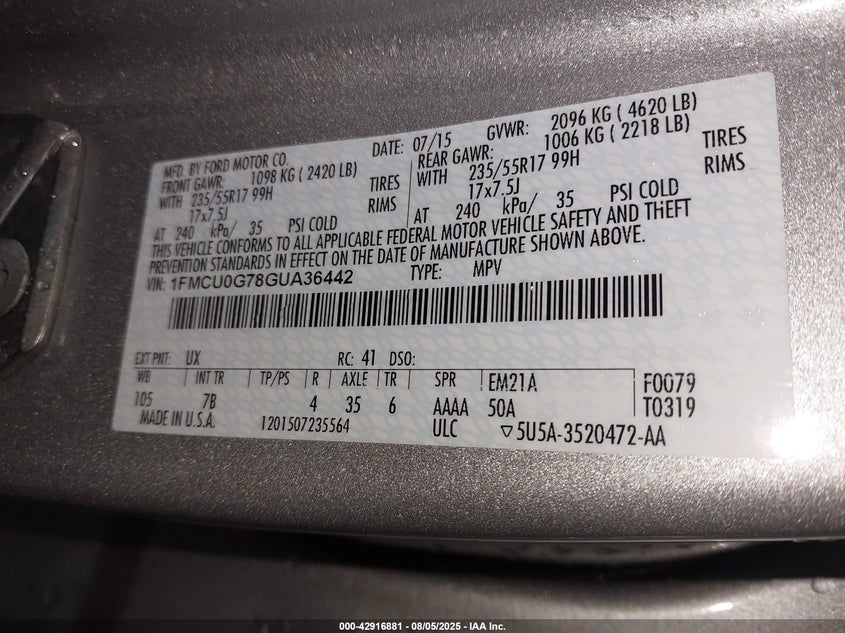 MFD. BY FORD MOTOR CO.
DATE: 07/15 GVWR: 2096 KG ( 4620 LB)
FRONT GAWR: 1098 KG ( 2420 LB)
REAR GAWR: 1006 KG ( 2218 LB)
WITH 235/55R17 99H TIRES
WITH 235/55R17 99H TIRES
17x7.5J RIMS
17x7.5J RIMS
AT 240 kPa/ 35 PSI COLD
AT 240 kPa/ 35 PSI COLD
THIS VEHICLE CONFORMS TO ALL APPLICABLE FEDERAL MOTOR VEHICLE SAFETY AND THEFT
PREVENTION STANDARDS IN EFFECT ON THE DATE OF MANUFACTURE SHOWN ABOVE.
VIN: 1FMCU0G78GUA36442 TYPE: MPV
EXT PNT: UX RC: 41 DSO:
WB INT TR TP/PS R AXLE TR SPR EM21A F0079
105 7B 4 35 6 AAAA 50A T0319
MADE IN U.S.A. 1201507235564 ULC ▽5U5A-3520472-AA
000-42916881 - 08/05/2025 - IAA Inc.